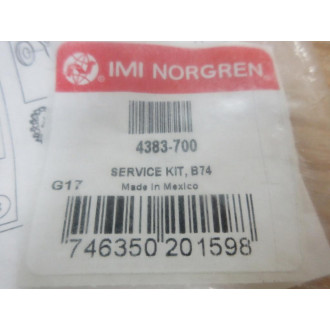 IMI NORGREN
4383-700
SERVICE KIT, B74
G17
Made in Mexico
746350 201598